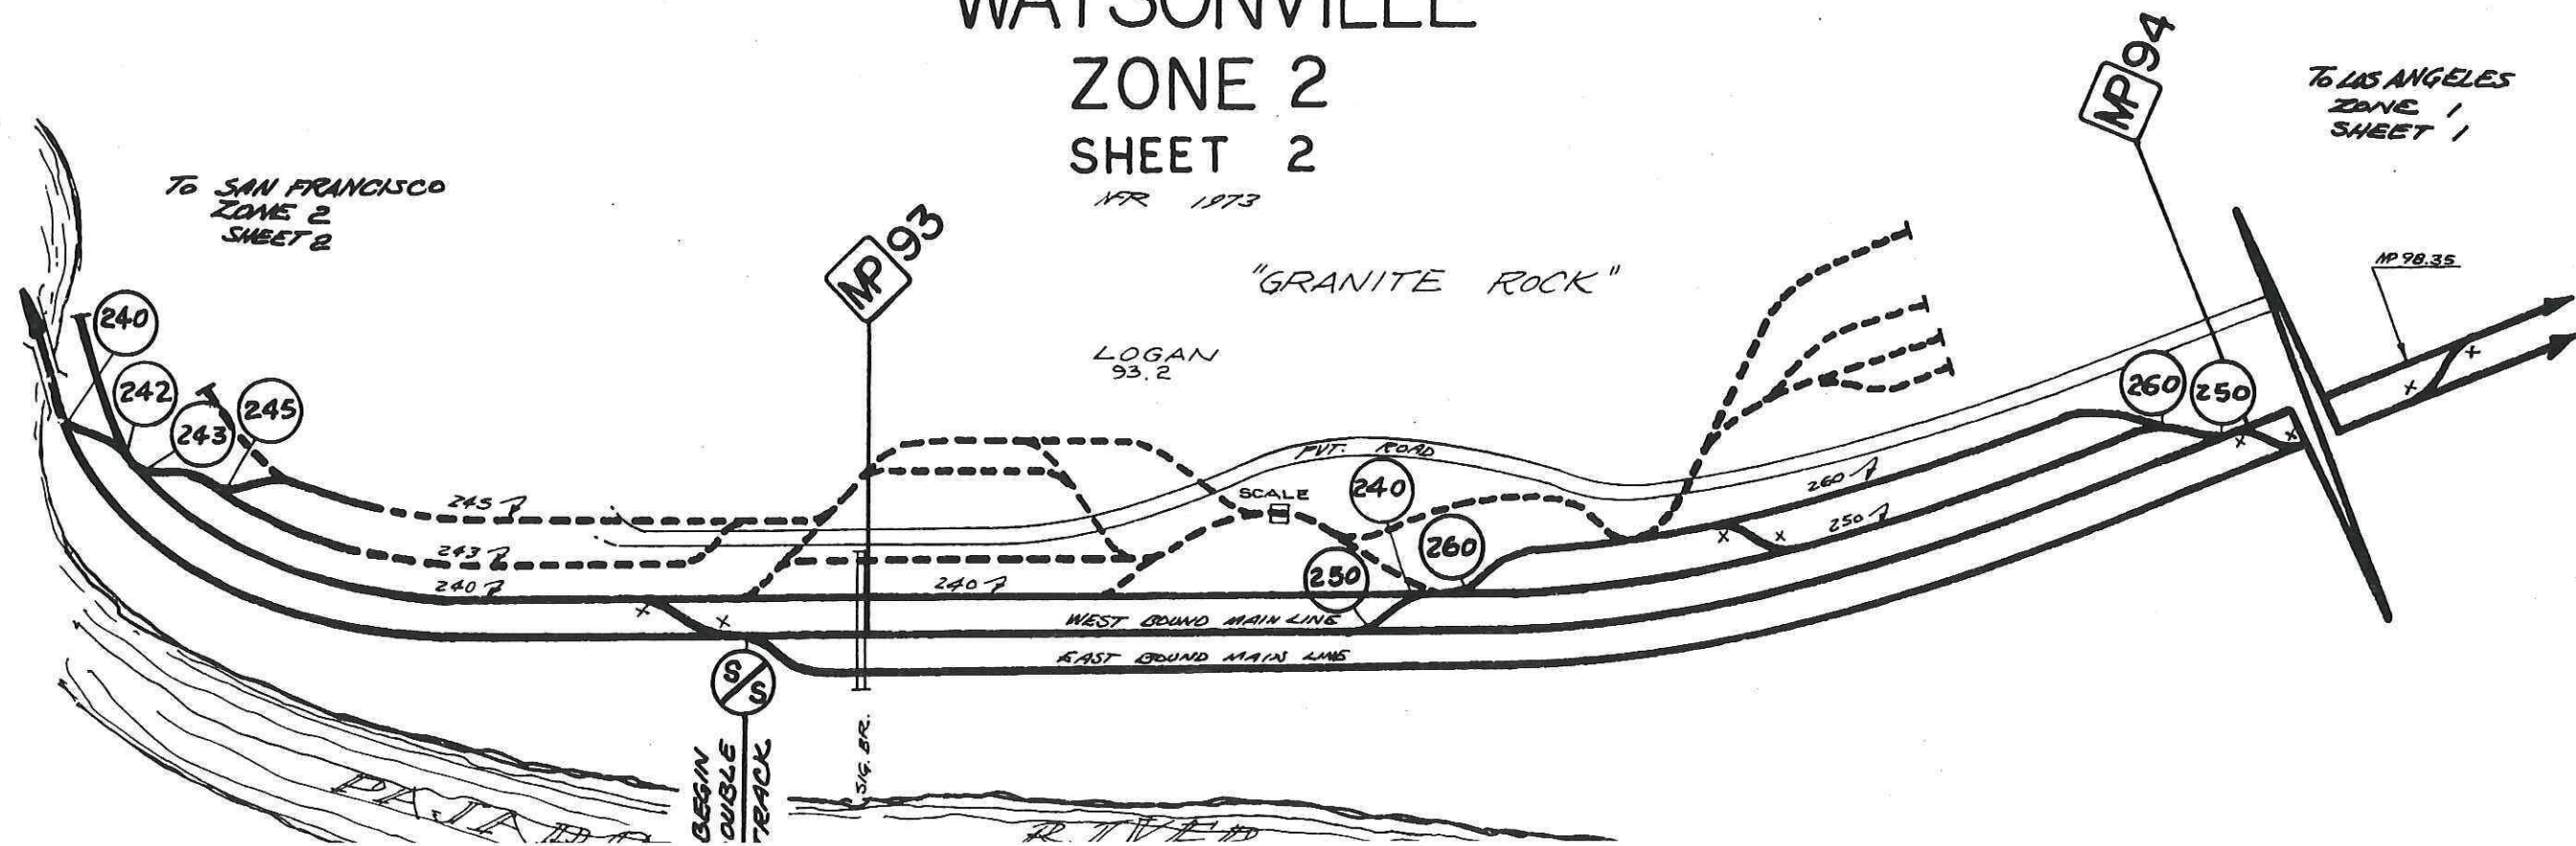 WATSONVILLE
ZONE 2
SHEET 2
NFR 1973
TO SAN FRANCISCO
ZONE 2
SHEET 2
TO LOS ANGELES
ZONE 1
SHEET 1
MP 93
MP 94
MP 98.35
"GRANITE ROCK"
LOGAN
93.2
240
242
243
245
245
243
240
240
PVT. ROAD
SCALE
240
250
260
260
250
260
250
WEST BOUND MAIN LINE
EAST BOUND MAIN LINE
S/S
BEGIN
OUBLE
TRACK
SIG. BR.
PAJARO
RIVER